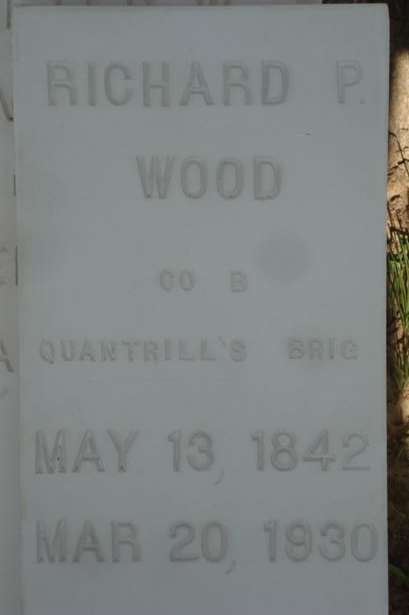 RICHARD P.
WOOD
CO B
QUANTRILL'S BRIG
MAY 13, 1842
MAR 20, 1930